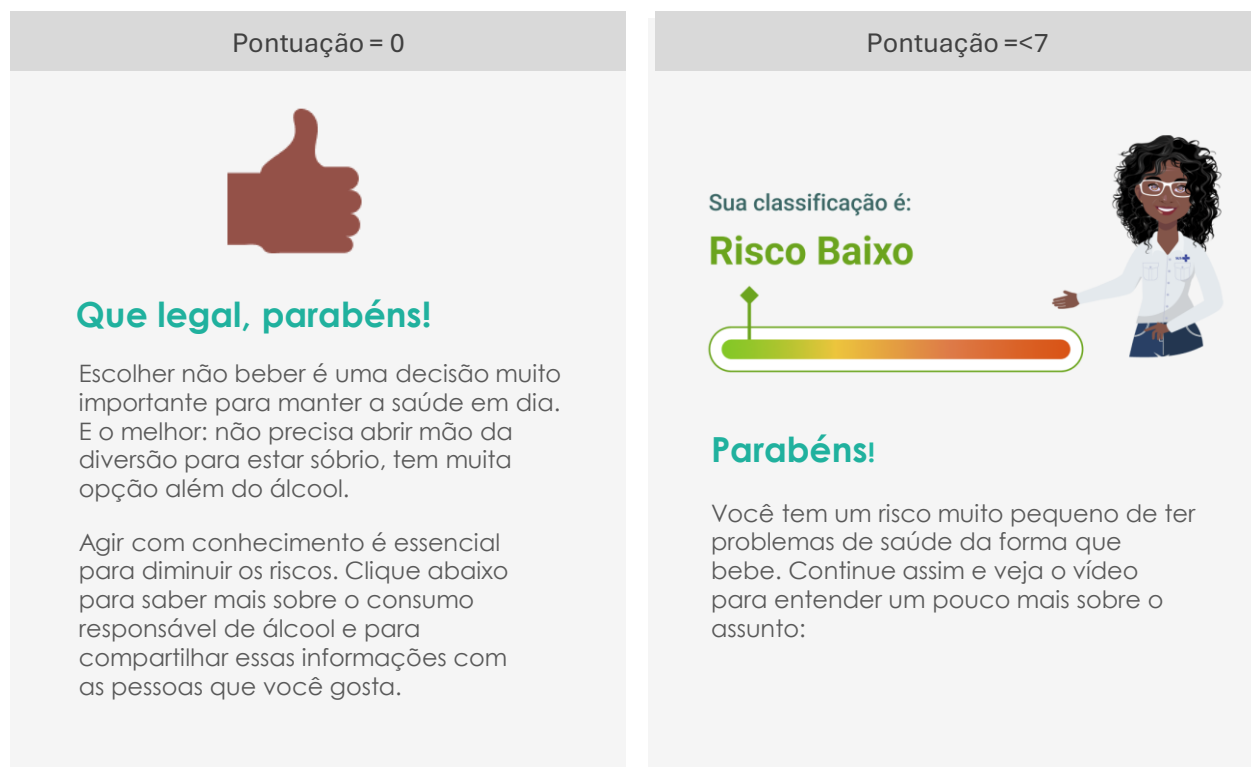 Pontuação = 0
Que legal, parabéns!
Escolher não beber é uma decisão muito
importante para manter a saúde em dia.
E o melhor: não precisa abrir mão da
diversão para estar sóbrio, tem muita
opção além do álcool.
Agir com conhecimento é essencial
para diminuir os riscos. Clique abaixo
para saber mais sobre o consumo
responsável de álcool e para
compartilhar essas informações com
as pessoas que você gosta.
Pontuação =<7
Sua classificação é:
Risco Baixo
Parabéns!
Você tem um risco muito pequeno de ter
problemas de saúde da forma que
bebe. Continue assim e veja o vídeo
para entender um pouco mais sobre o
assunto: